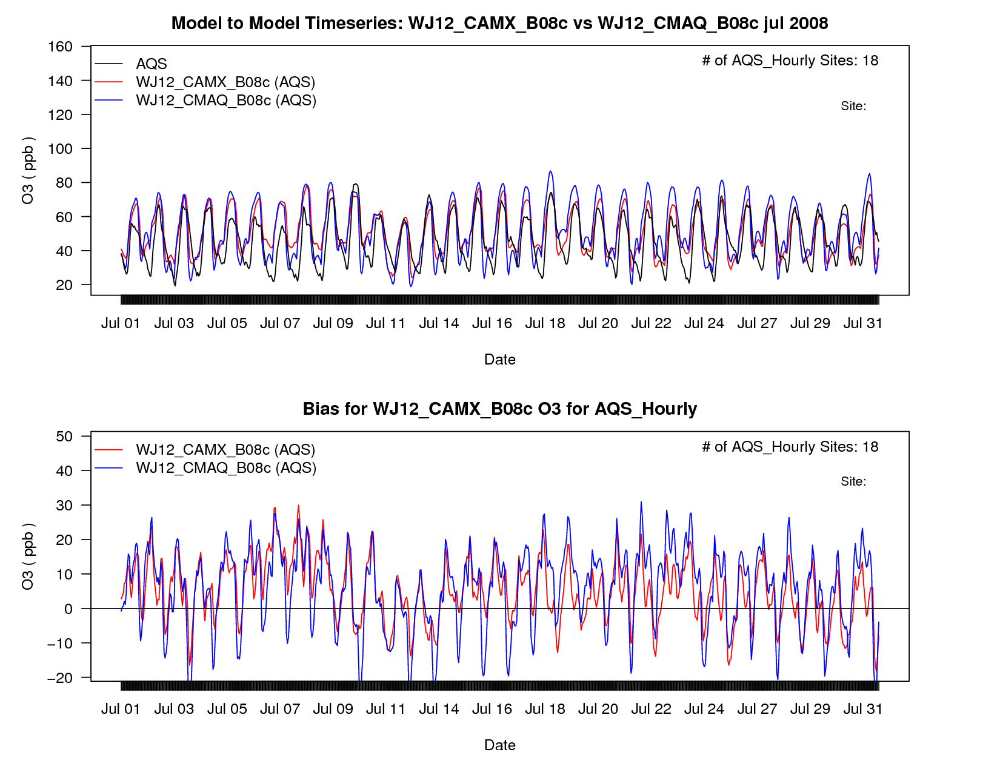 Model to Model Timeseries: WJ12_CAMX_B08c vs WJ12_CMAQ_B08c jul 2008
160
140
120
100
80
60
40
20
O3 ( ppb )
AQS
WJ12_CAMX_B08c (AQS)
WJ12_CMAQ_B08c (AQS)
# of AQS_Hourly Sites: 18
Site:
Jul 01 Jul 03 Jul 05 Jul 07 Jul 09 Jul 11 Jul 14 Jul 16 Jul 18 Jul 20 Jul 22 Jul 24 Jul 27 Jul 29 Jul 31
Date
Bias for WJ12_CAMX_B08c O3 for AQS_Hourly
50
40
30
20
10
0
−10
−20
O3 ( ppb )
WJ12_CAMX_B08c (AQS)
WJ12_CMAQ_B08c (AQS)
# of AQS_Hourly Sites: 18
Site:
Jul 01 Jul 03 Jul 05 Jul 07 Jul 09 Jul 11 Jul 14 Jul 16 Jul 18 Jul 20 Jul 22 Jul 24 Jul 27 Jul 29 Jul 31
Date